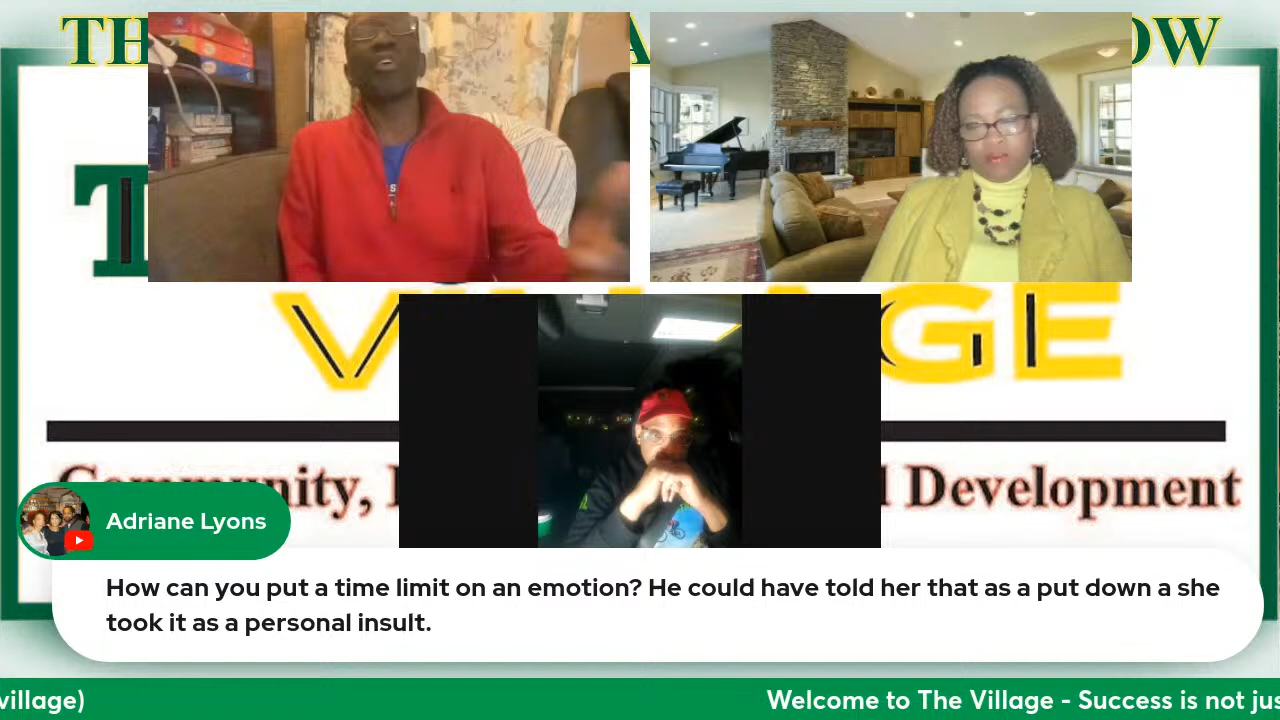 TH
A
OW
T
VILLAGE
Community,
Development
Adriane Lyons
How can you put a time limit on an emotion? He could have told her that as a put down a she
took it as a personal insult.
village)
Welcome to The Village - Success is not jus